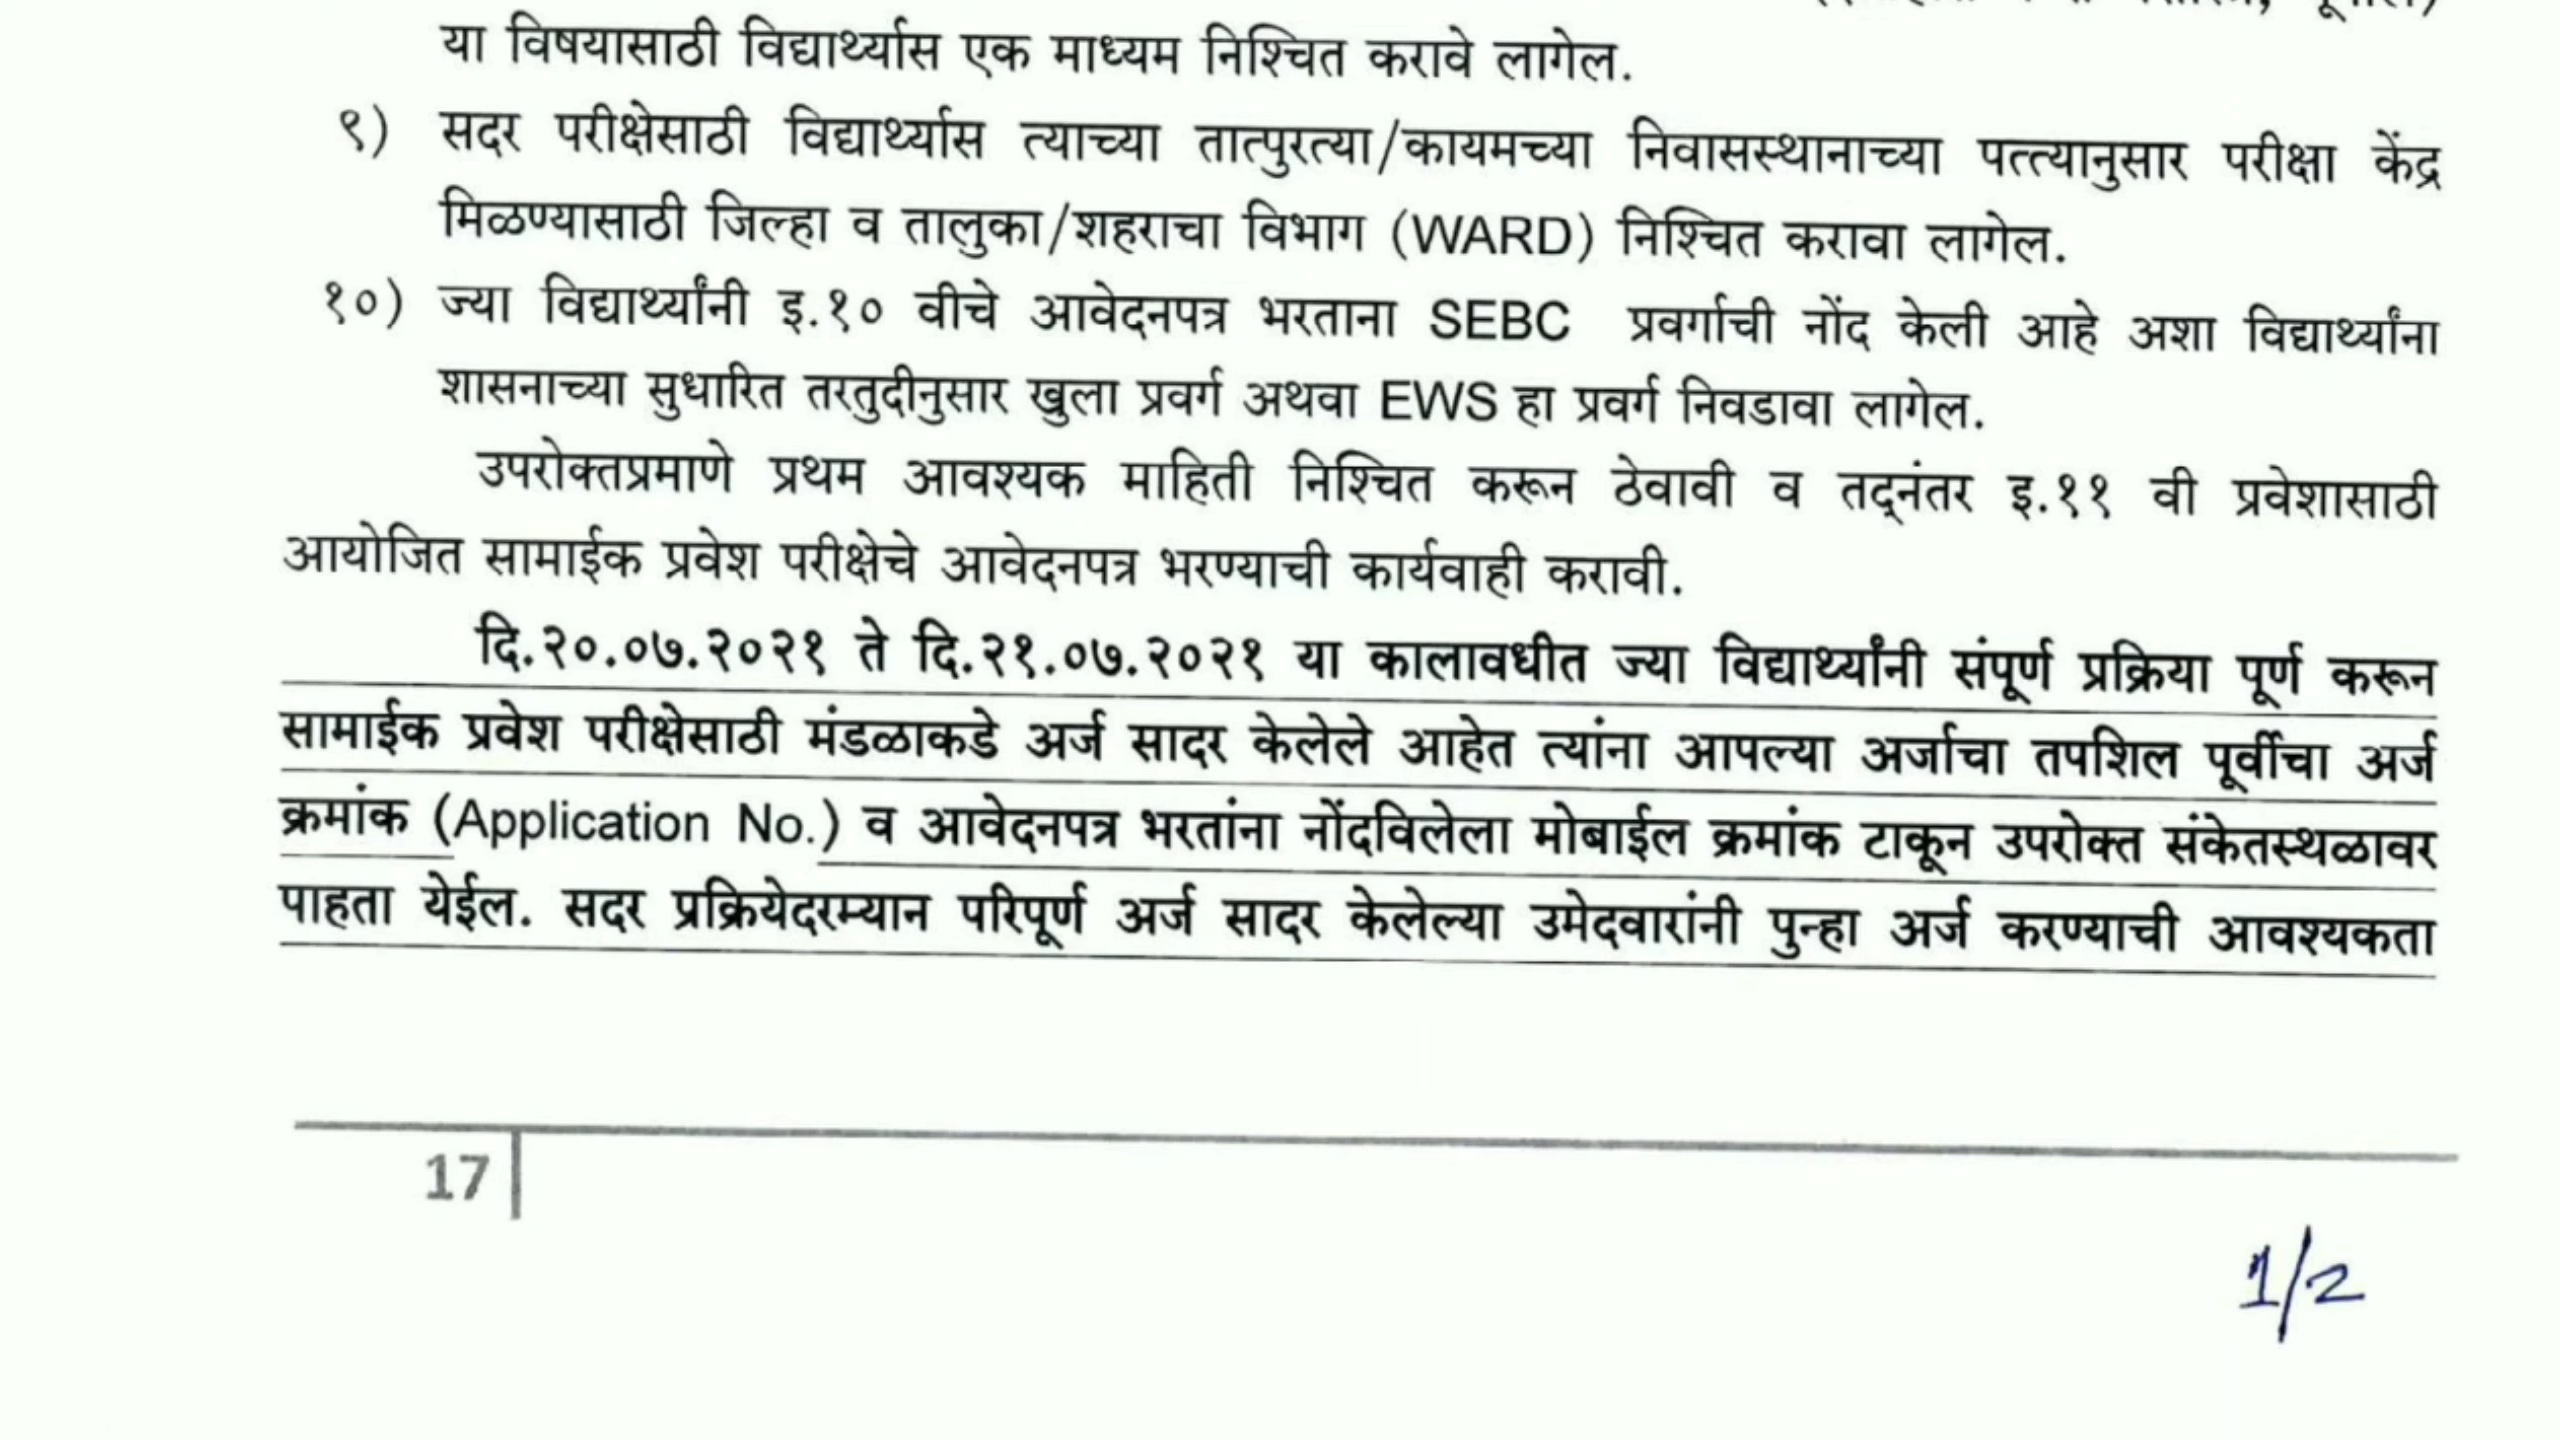 या विषयासाठी विद्यार्थ्यास एक माध्यम निश्चित करावे लागेल.
९) सदर परीक्षेसाठी विद्यार्थ्यास त्याच्या तात्पुरत्या/कायमच्या निवासस्थानाच्या पत्त्यानुसार परीक्षा केंद्र
मिळण्यासाठी जिल्हा व तालुका/शहराचा विभाग (WARD) निश्चित करावा लागेल.
१०) ज्या विद्यार्थ्यांनी इ.१० वीचे आवेदनपत्र भरताना SEBC प्रवर्गाची नोंद केली आहे अशा विद्यार्थ्यांना
शासनाच्या सुधारित तरतुदीनुसार खुला प्रवर्ग अथवा EWS हा प्रवर्ग निवडावा लागेल.
उपरोक्तप्रमाणे प्रथम आवश्यक माहिती निश्चित करून ठेवावी व तद्नंतर इ.११ वी प्रवेशासाठी
आयोजित सामाईक प्रवेश परीक्षेचे आवेदनपत्र भरण्याची कार्यवाही करावी.
दि.२०.०७.२०२१ ते दि.२१.०७.२०२१ या कालावधीत ज्या विद्यार्थ्यांनी संपूर्ण प्रक्रिया पूर्ण करून
सामाईक प्रवेश परीक्षेसाठी मंडळाकडे अर्ज सादर केलेले आहेत त्यांना आपल्या अर्जाचा तपशिल पूर्वीचा अर्ज
क्रमांक (Application No.) व आवेदनपत्र भरतांना नोंदविलेला मोबाईल क्रमांक टाकून उपरोक्त संकेतस्थळावर
पाहता येईल. सदर प्रक्रियेदरम्यान परिपूर्ण अर्ज सादर केलेल्या उमेदवारांनी पुन्हा अर्ज करण्याची आवश्यकता
17
1/2